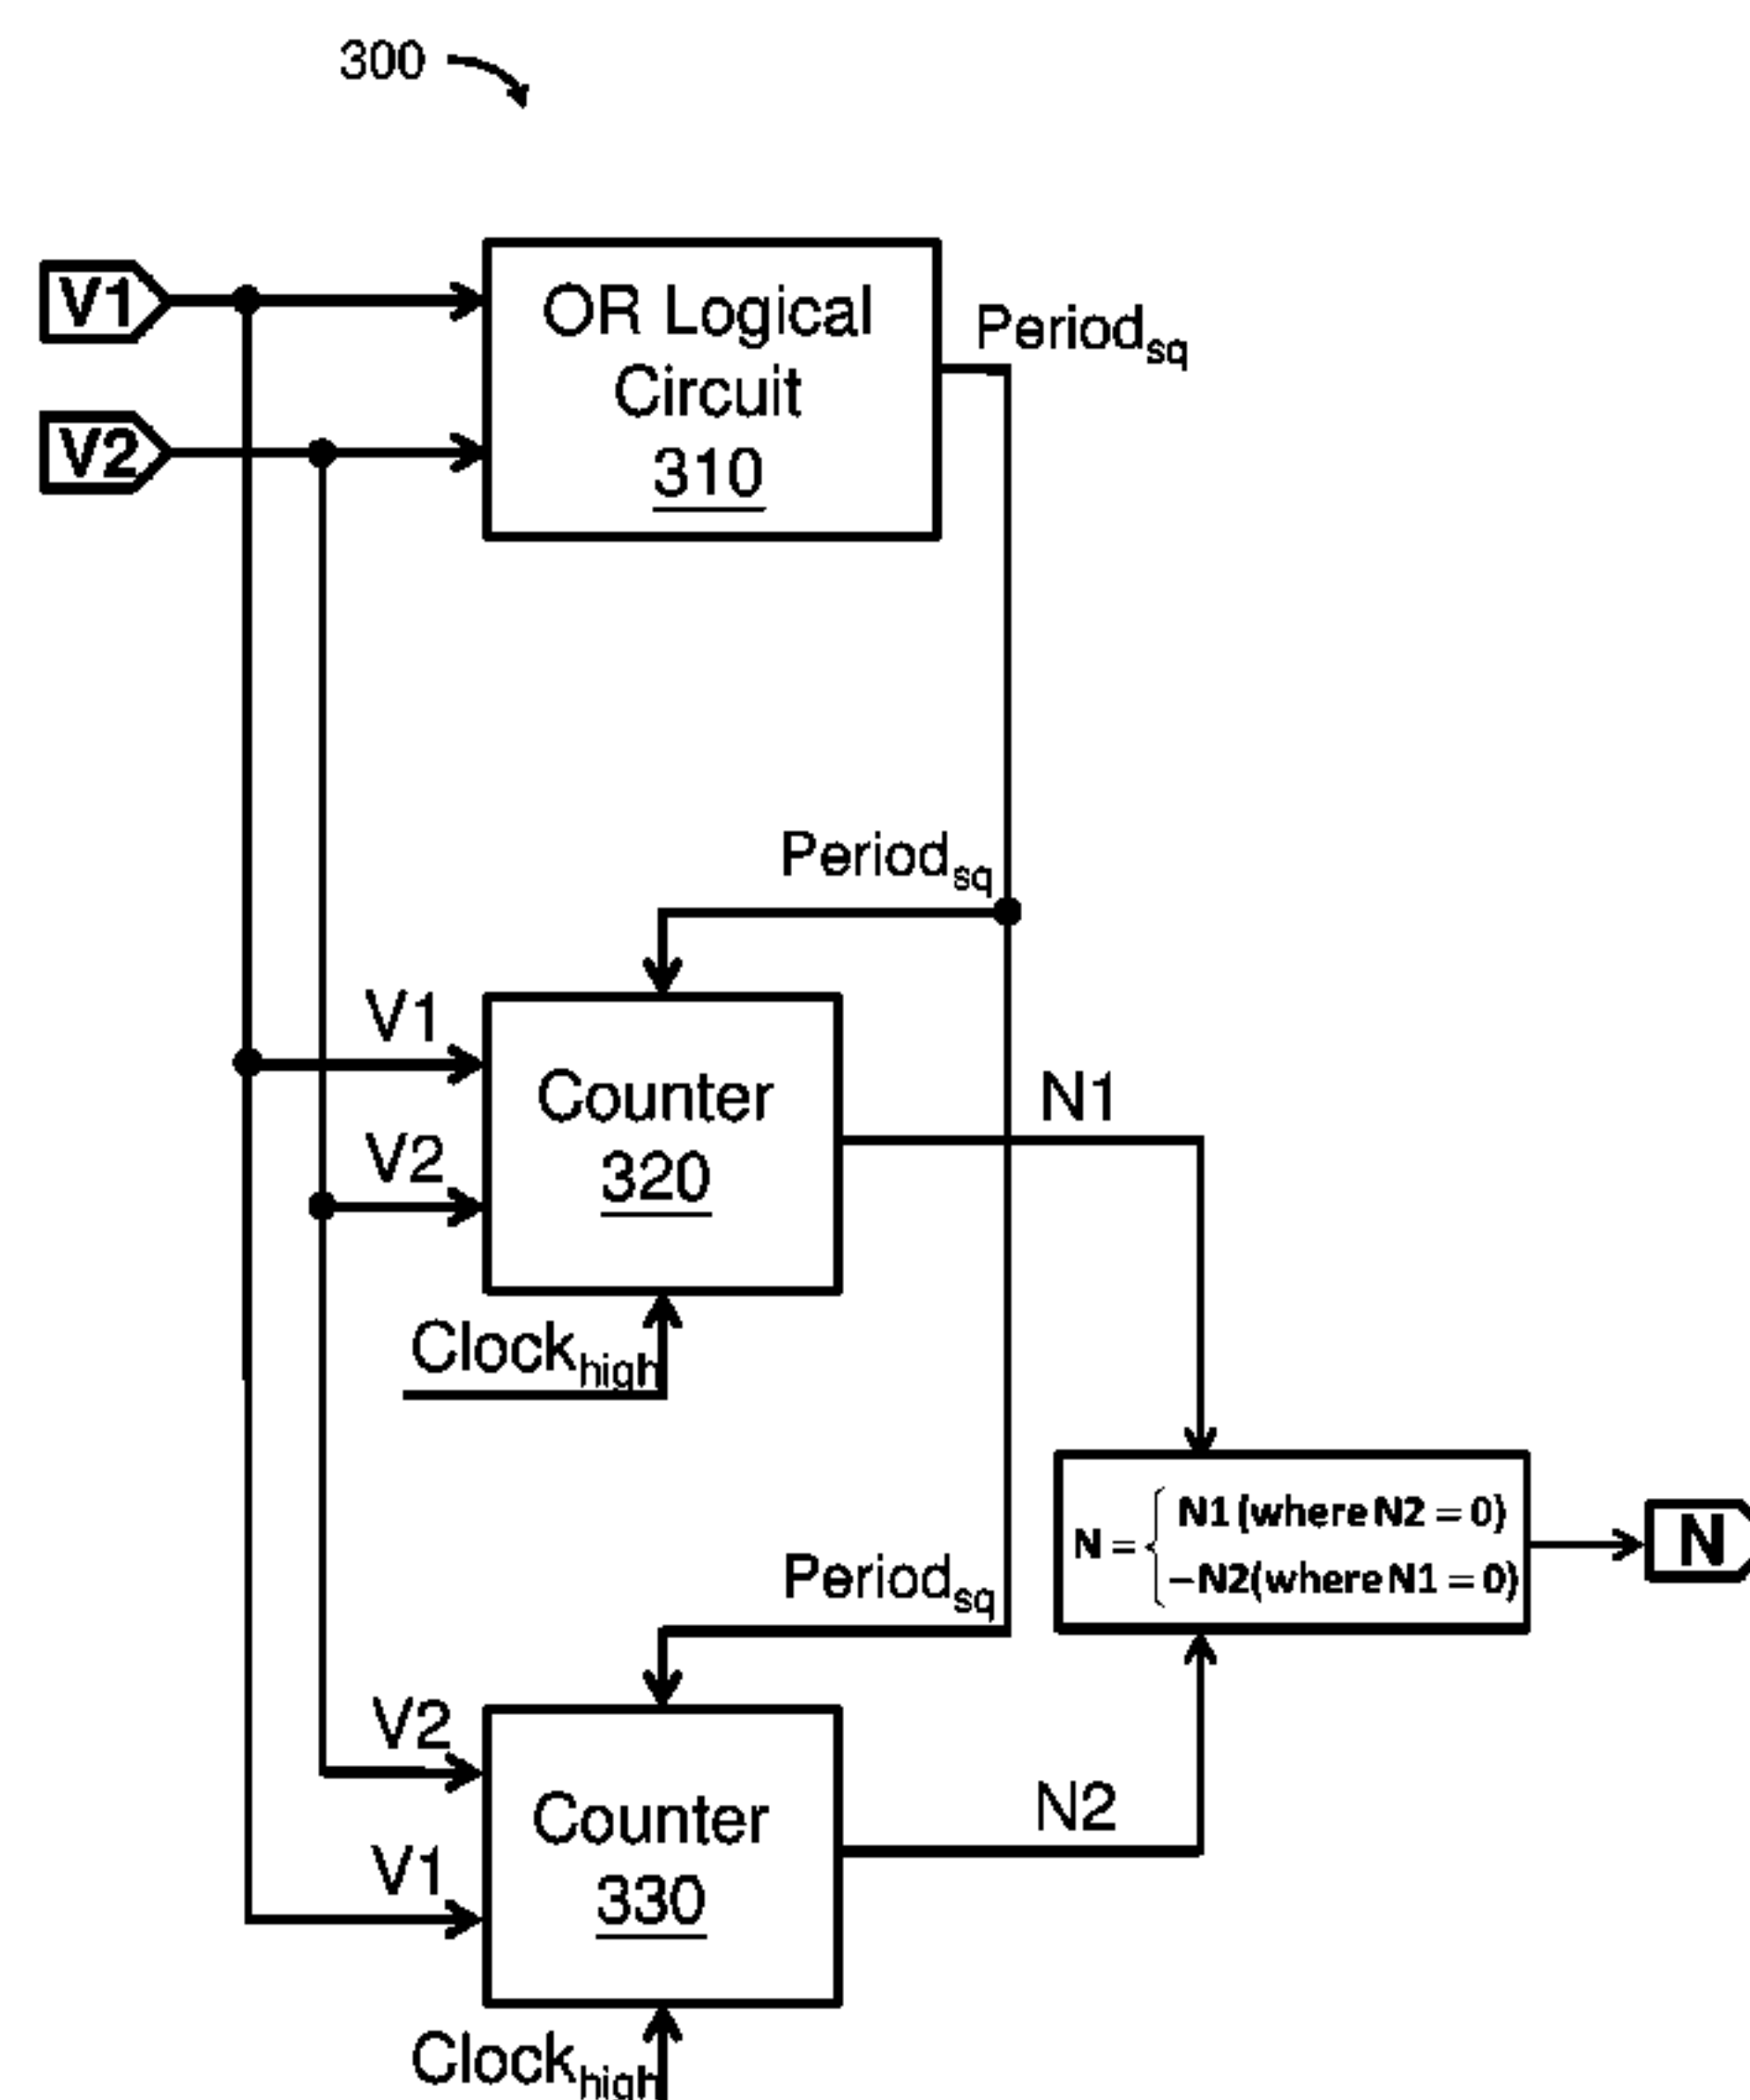 300
V1
V2
OR Logical
Circuit
310
Period_sq
Period_sq
V1
V2
Counter
320
N1
Clock_high
N = { N1 (where N2 = 0)
−N2(where N1 = 0)
N
Period_sq
V2
V1
Counter
330
N2
Clock_high